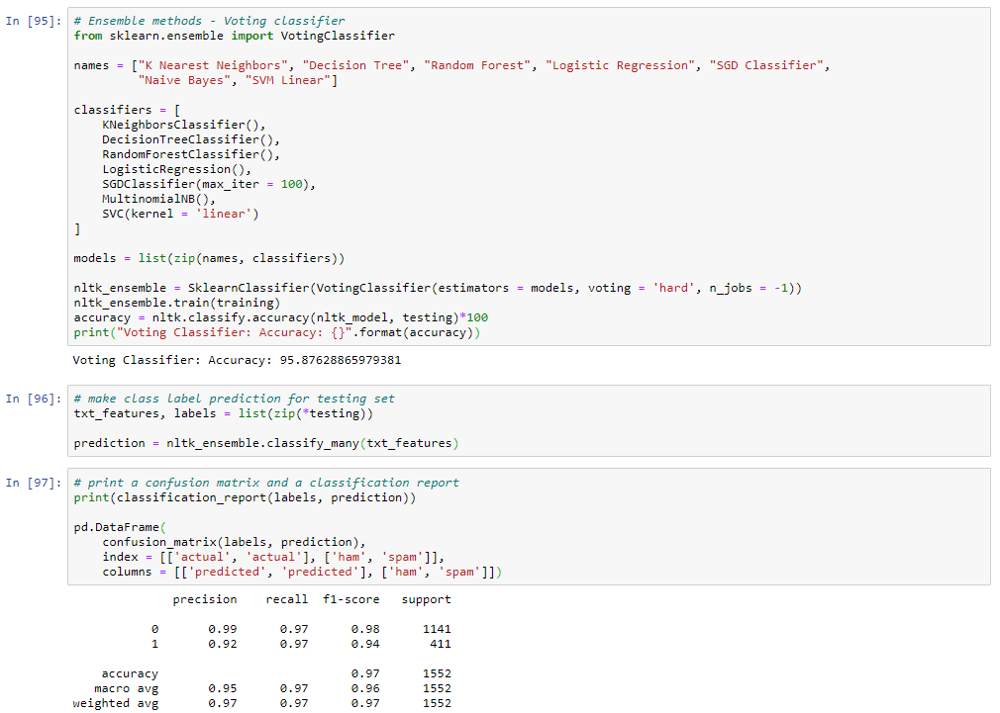 In [95]: # Ensemble methods - Voting classifier
from sklearn.ensemble import VotingClassifier
names = ["K Nearest Neighbors", "Decision Tree", "Random Forest", "Logistic Regression", "SGD Classifier",
"Naive Bayes", "SVM Linear"]
classifiers = [
KNeighborsClassifier(),
DecisionTreeClassifier(),
RandomForestClassifier(),
LogisticRegression(),
SGDClassifier(max_iter = 100),
MultinomialNB(),
SVC(kernel = 'linear')
]
models = list(zip(names, classifiers))
nltk_ensemble = SklearnClassifier(VotingClassifier(estimators = models, voting = 'hard', n_jobs = -1))
nltk_ensemble.train(training)
accuracy = nltk.classify.accuracy(nltk_model, testing)*100
print("Voting Classifier: Accuracy: {}".format(accuracy))
Voting Classifier: Accuracy: 95.87628865979381
In [96]: # make class label prediction for testing set
txt_features, labels = list(zip(*testing))
prediction = nltk_ensemble.classify_many(txt_features)
In [97]: # print a confusion matrix and a classification report
print(classification_report(labels, prediction))
pd.DataFrame(
confusion_matrix(labels, prediction),
index = [['actual', 'actual'], ['ham', 'spam']],
columns = [['predicted', 'predicted'], ['ham', 'spam']])
precision recall f1-score support
0 0.99 0.97 0.98 1141
1 0.92 0.97 0.94 411
accuracy 0.97 1552
macro avg 0.95 0.97 0.96 1552
weighted avg 0.97 0.97 0.97 1552